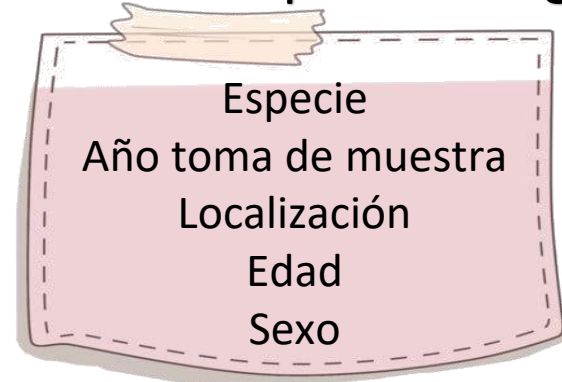 Especie
Año toma de muestra
Localización
Edad
Sexo